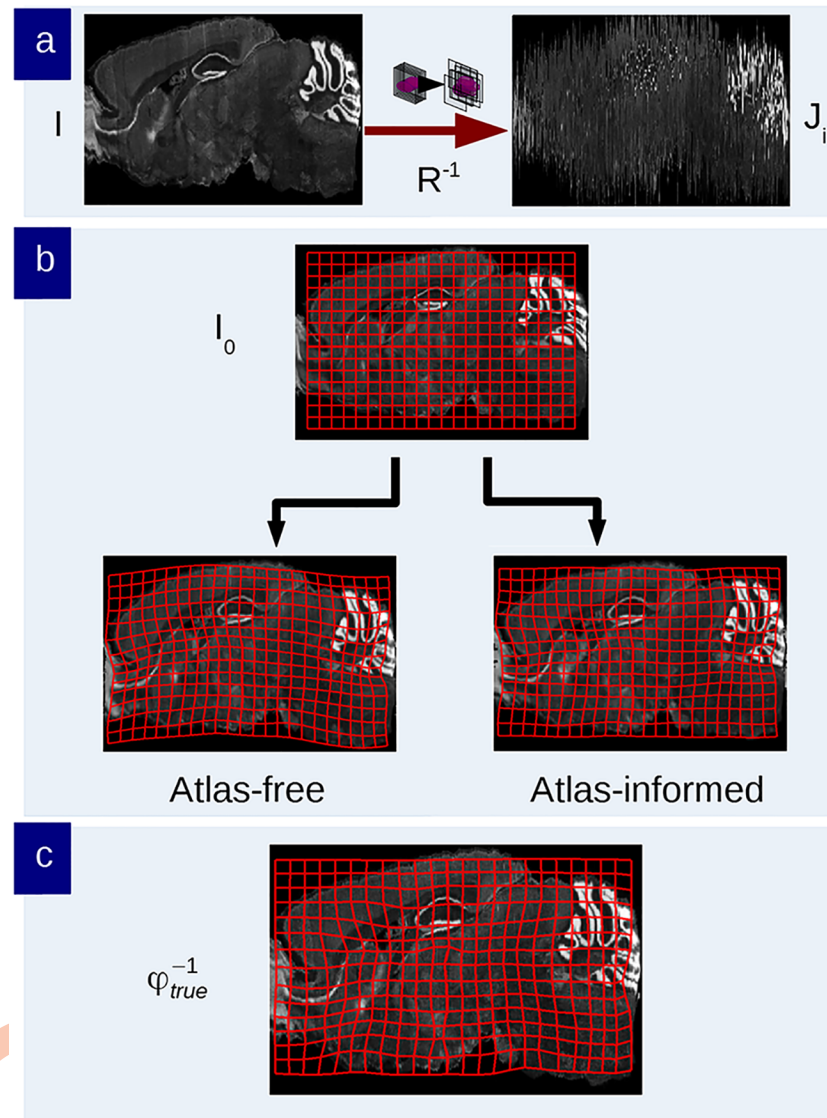 a
I
R-1
Ji
b
I0
Atlas-free
Atlas-informed
c
φ−1true